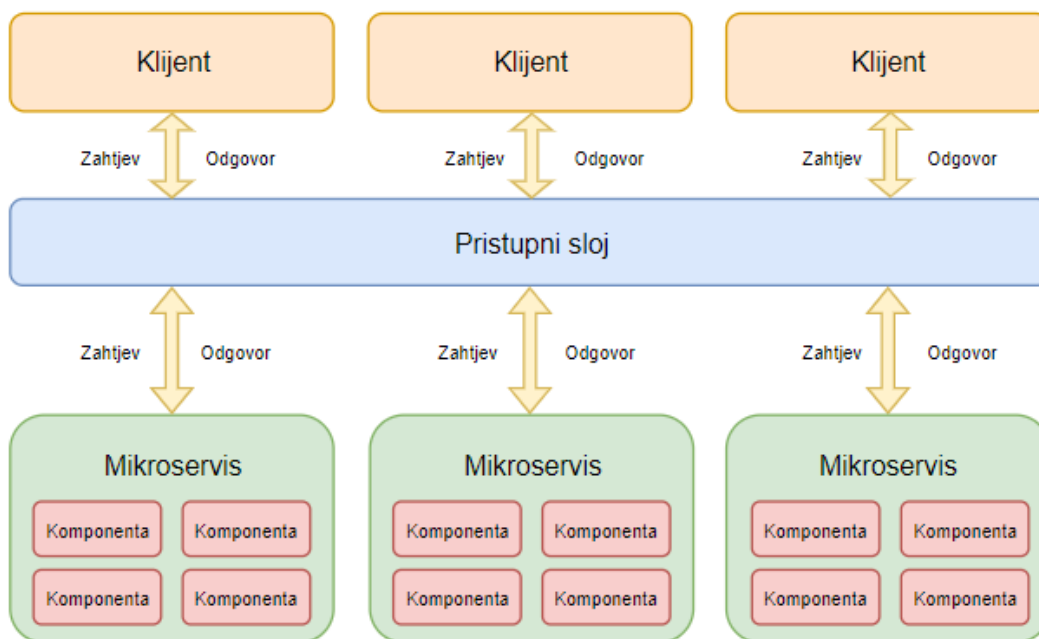 Klijent Klijent Klijent
Zahtjev Odgovor Zahtjev Odgovor Zahtjev Odgovor
Pristupni sloj
Zahtjev Odgovor Zahtjev Odgovor Zahtjev Odgovor
Mikroservis Mikroservis Mikroservis
Komponenta Komponenta Komponenta Komponenta Komponenta Komponenta
Komponenta Komponenta Komponenta Komponenta Komponenta Komponenta